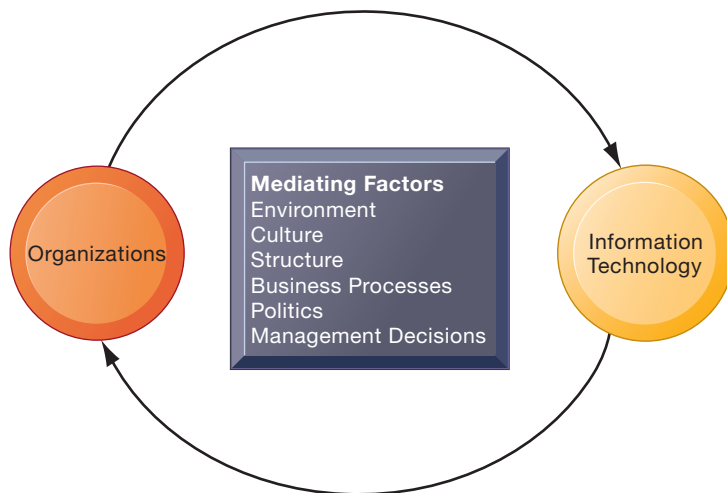 Organizations
Mediating Factors
Environment
Culture
Structure
Business Processes
Politics
Management Decisions
Information
Technology